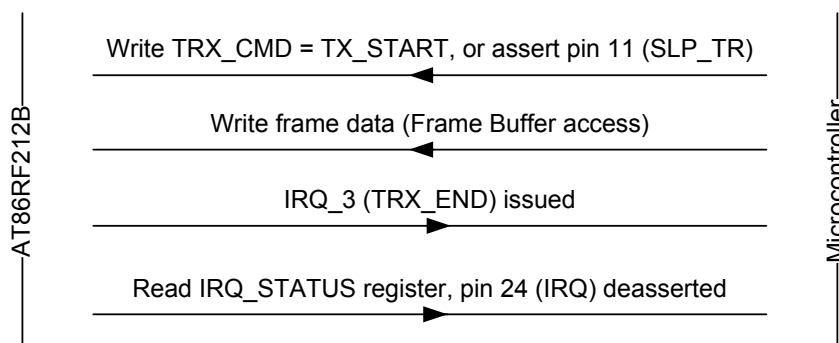 Write TRX_CMD = TX_START, or assert pin 11 (SLP_TR)
Write frame data (Frame Buffer access)
IRQ_3 (TRX_END) issued
Read IRQ_STATUS register, pin 24 (IRQ) deasserted
AT86RF212B
Microcontroller